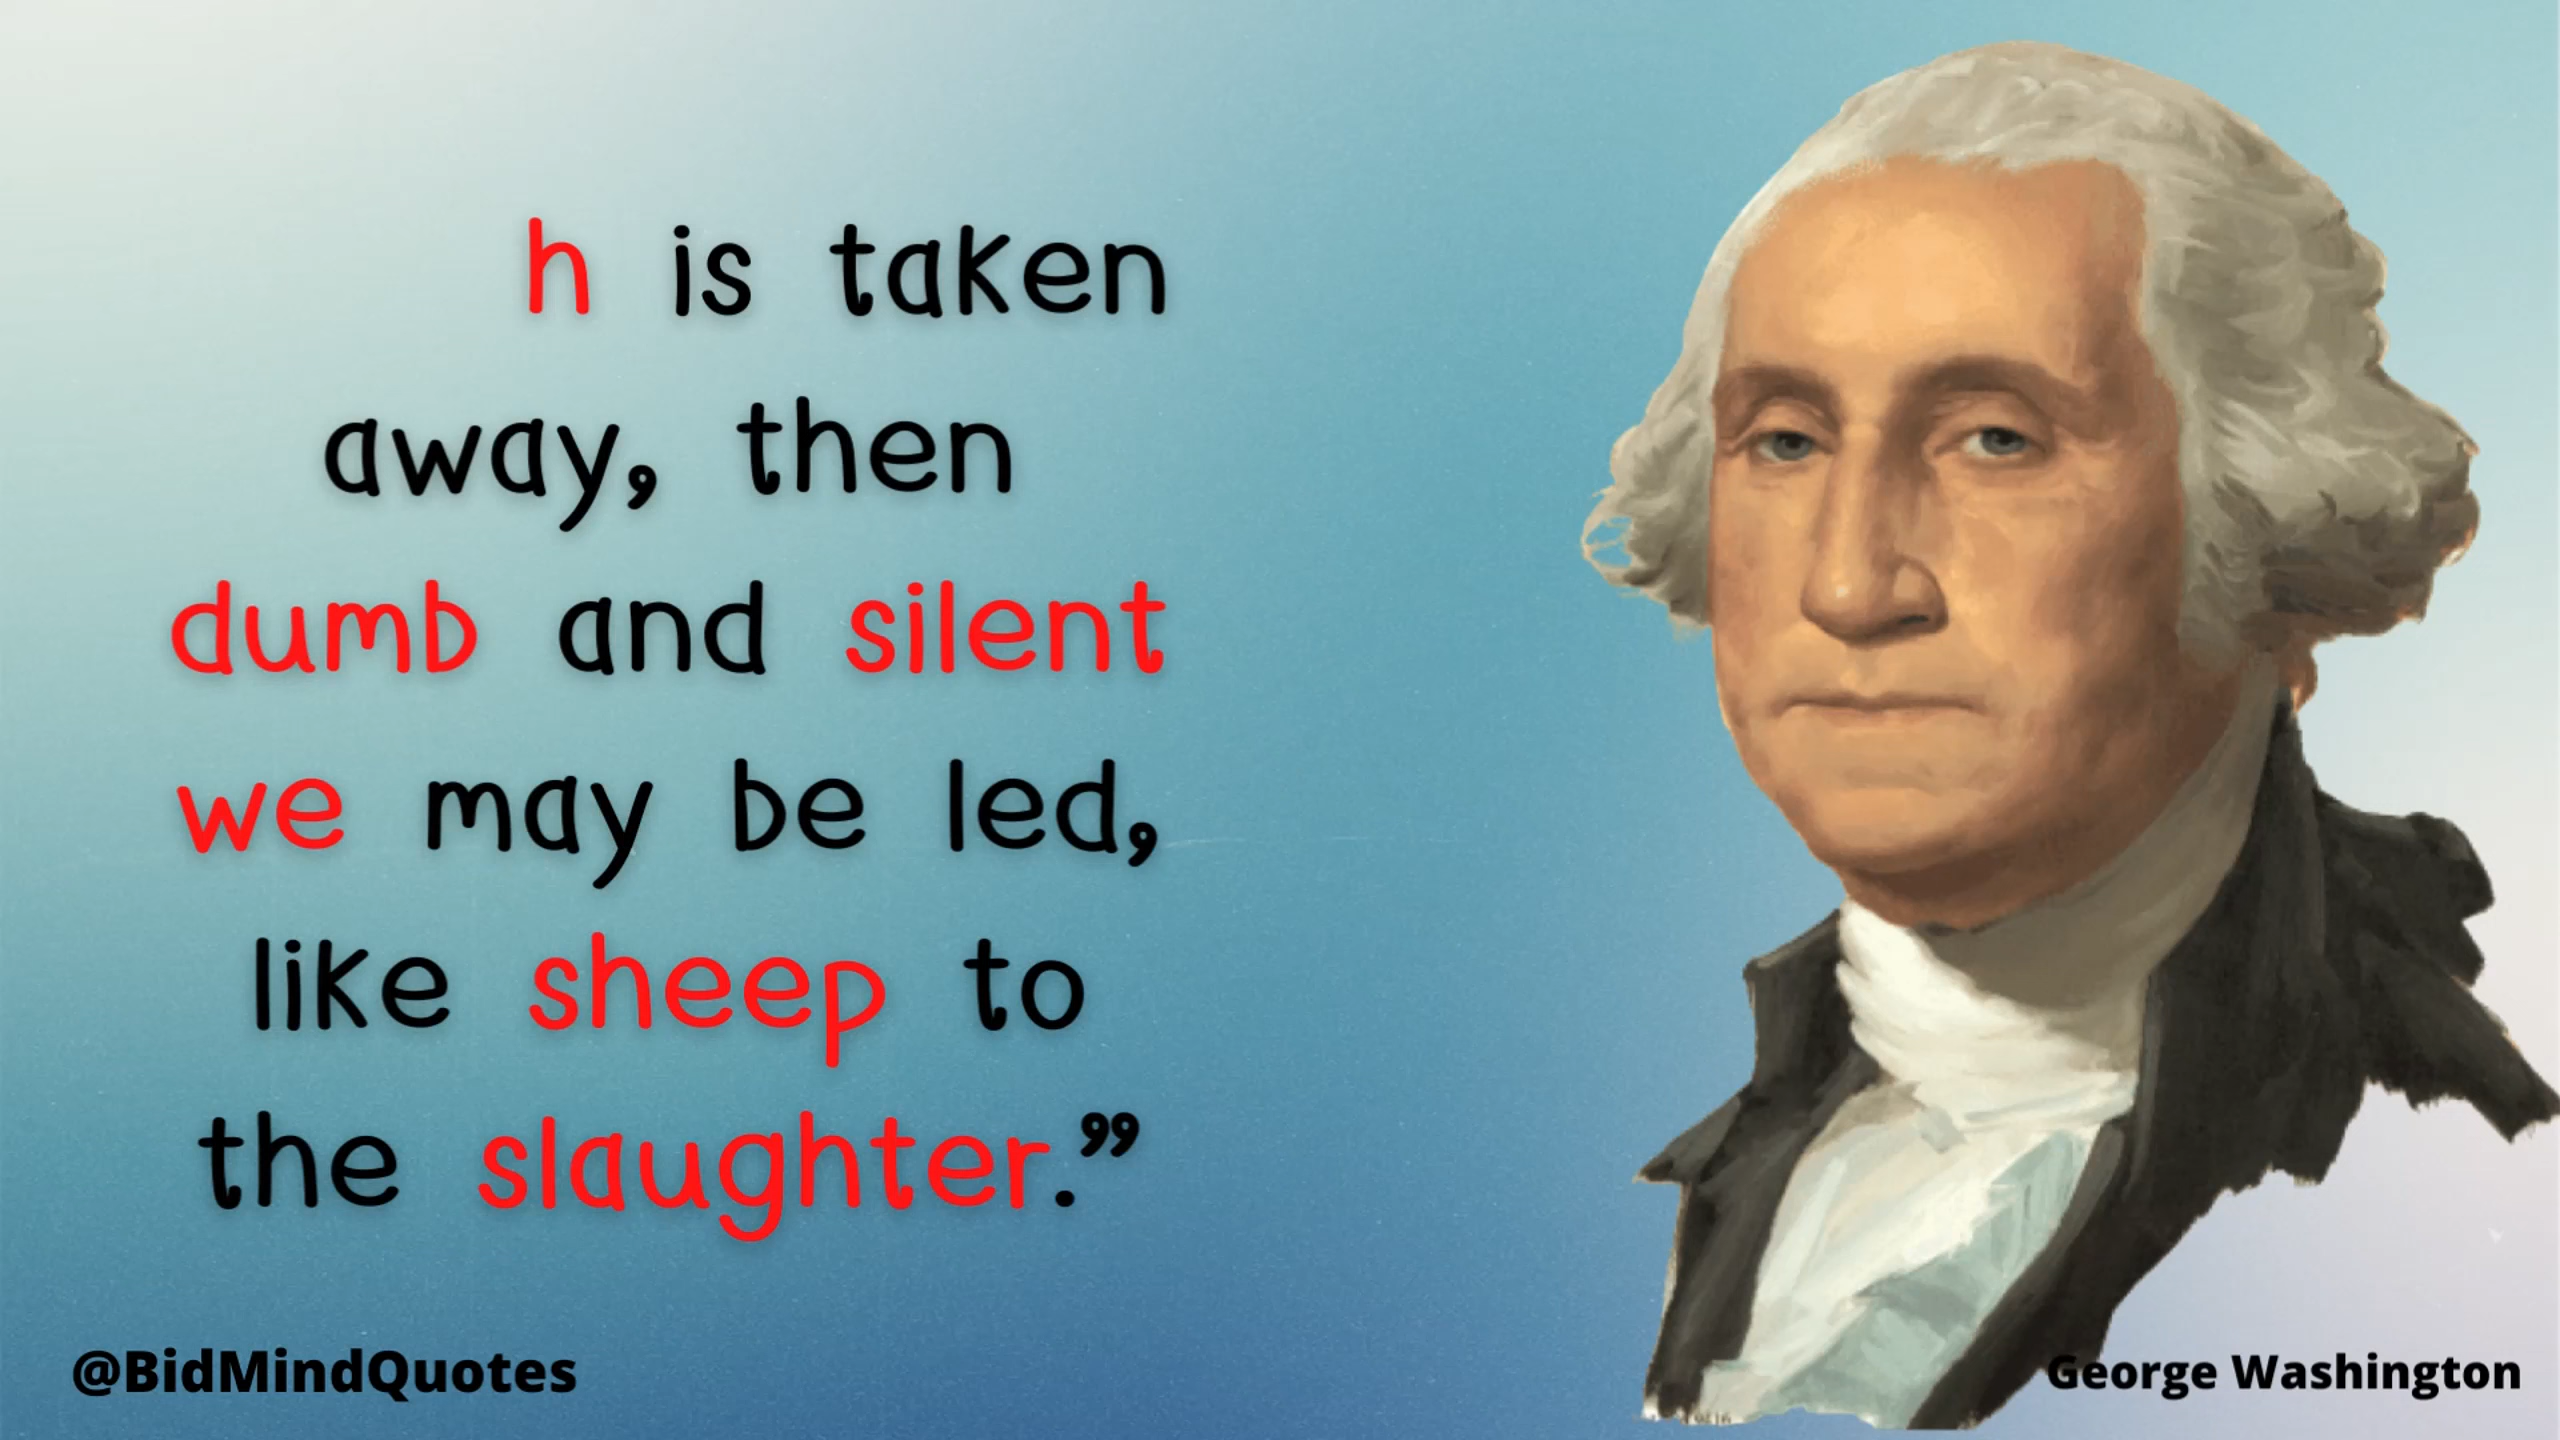 h is taken
away, then
dumb and silent
we may be led,
like sheep to
the slaughter.”
@BidMindQuotes
George Washington